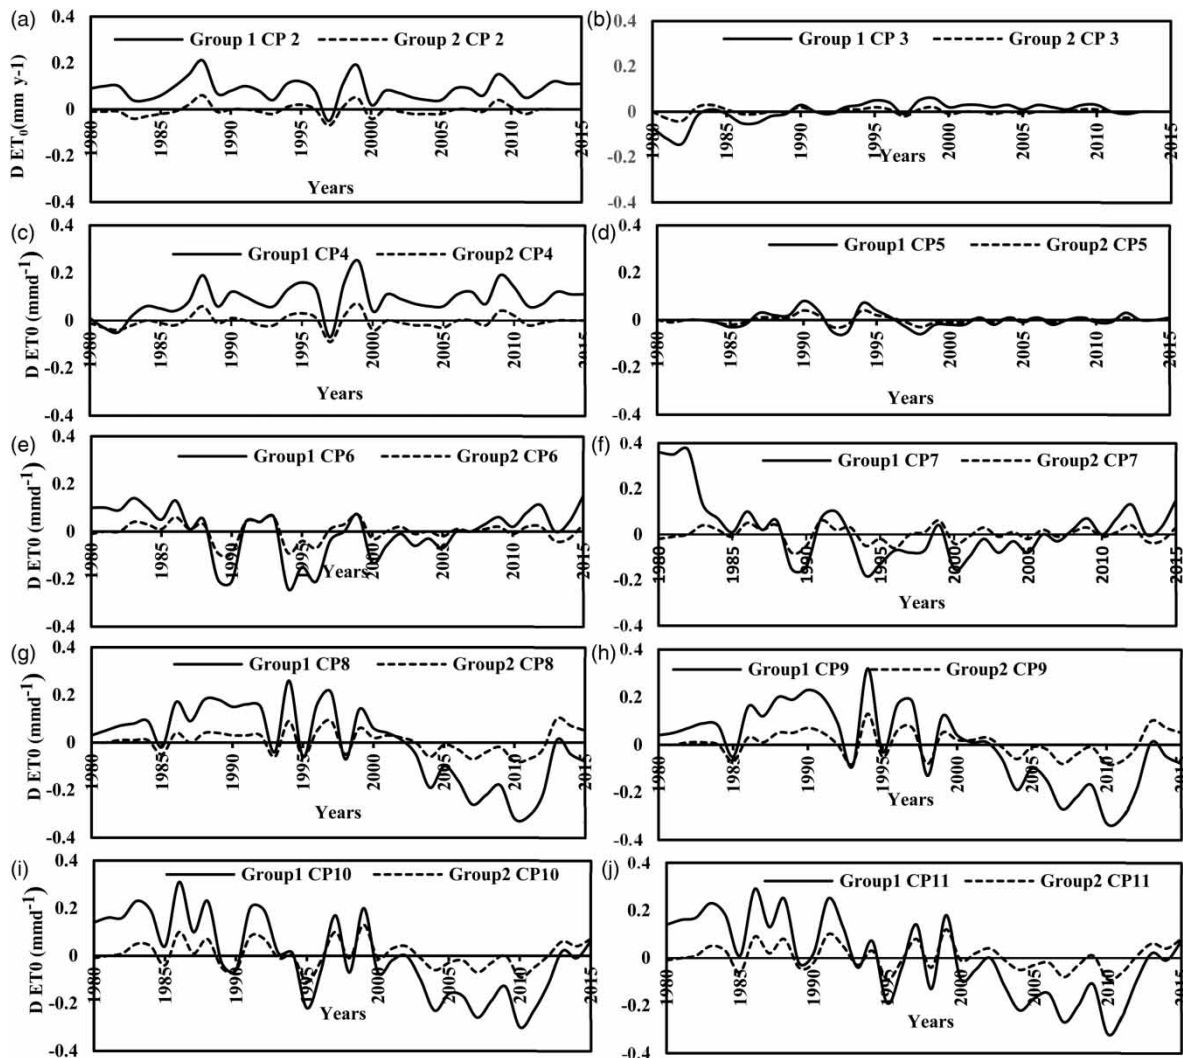 (a)
0.4
Group 1 CP 2
Group 2 CP 2
0.2
0
-0.2
-0.4
D ET0(mm y-1)
1980
1985
1990
1995
2000
2005
2010
2015
Years
(b)
0.4
Group 1 CP 3
Group 2 CP 3
0.2
0
-0.2
-0.4
1980
1985
1990
1995
2000
2005
2010
2015
Years
(c)
0.4
Group1 CP4
Group2 CP4
0.2
0
-0.2
-0.4
D ET0 (mmd-1)
1980
1985
1990
1995
2000
2005
2010
2015
Years
(d)
0.4
Group1 CP5
Group2 CP5
0.2
0
-0.2
-0.4
1980
1985
1990
1995
2000
2005
2010
2015
Years
(e)
0.4
Group1 CP6
Group2 CP6
0.2
0
-0.2
-0.4
D ET0 (mmd-1)
1980
1985
1990
1995
2000
2005
2010
2015
Years
(f)
0.4
Group1 CP7
Group2 CP7
0.2
0
-0.2
-0.4
1980
1985
1990
1995
2000
2005
2010
2015
Years
(g)
0.4
Group1 CP8
Group2 CP8
0.2
0
-0.2
-0.4
D ET0 (mmd-1)
1980
1985
1990
1995
2000
2005
2010
2015
Years
(h)
0.4
Group1 CP9
Group2 CP9
0.2
0
-0.2
-0.4
1980
1985
1990
1995
2000
2005
2010
2015
Years
(i)
0.4
Group1 CP10
Group2 CP10
0.2
0
-0.2
-0.4
D ET0 (mmd-1)
1980
1985
1990
1995
2000
2005
2010
2015
Years
(j)
0.4
Group1 CP11
Group2 CP11
0.2
0
-0.2
-0.4
1980
1985
1990
1995
2000
2005
2010
2015
Years